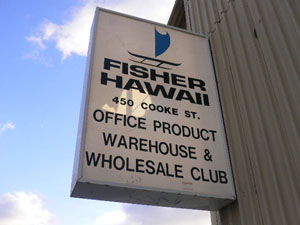 FISHER
HAWAII
450 COOKE ST.
OFFICE PRODUCT
WAREHOUSE &
WHOLESALE CLUB